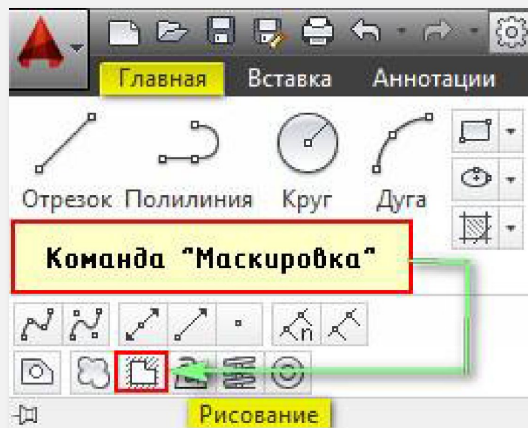 Главная Вставка Аннотации
Отрезок Полилиния Круг Дуга
Команда "Маскировка"
Рисование